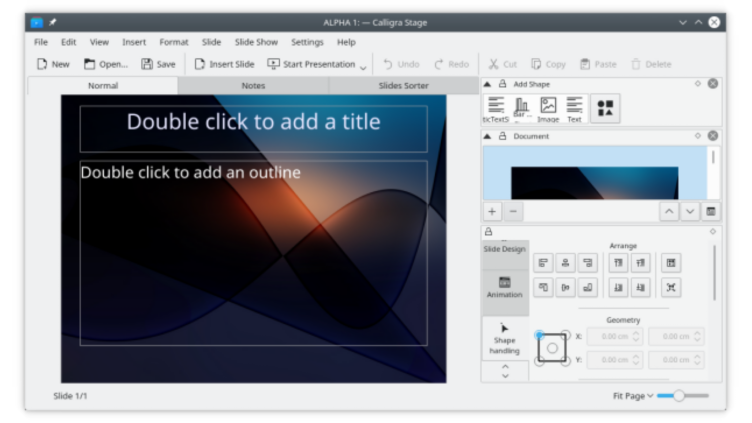 ALPHA 1: — Calligra Stage
File Edit View Insert Format Slide Slide Show Settings Help
New Open... Save Insert Slide Start Presentation Undo Redo Cut Copy Paste Delete
Normal Notes Slides Sorter
Double click to add a title
Double click to add an outline
Add Shape
ticTextS Bar ... Image Text
Document
Slide Design
Animation
Shape
handling
Arrange
Geometry
X: 0.00 cm 0.00 cm
Y: 0.00 cm 0.00 cm
Slide 1/1
Fit Page